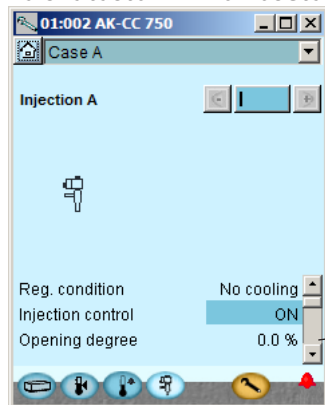 01:002 AK-CC 750
Case A
Injection A
I
Reg. condition No cooling
Injection control ON
Opening degree 0.0 %